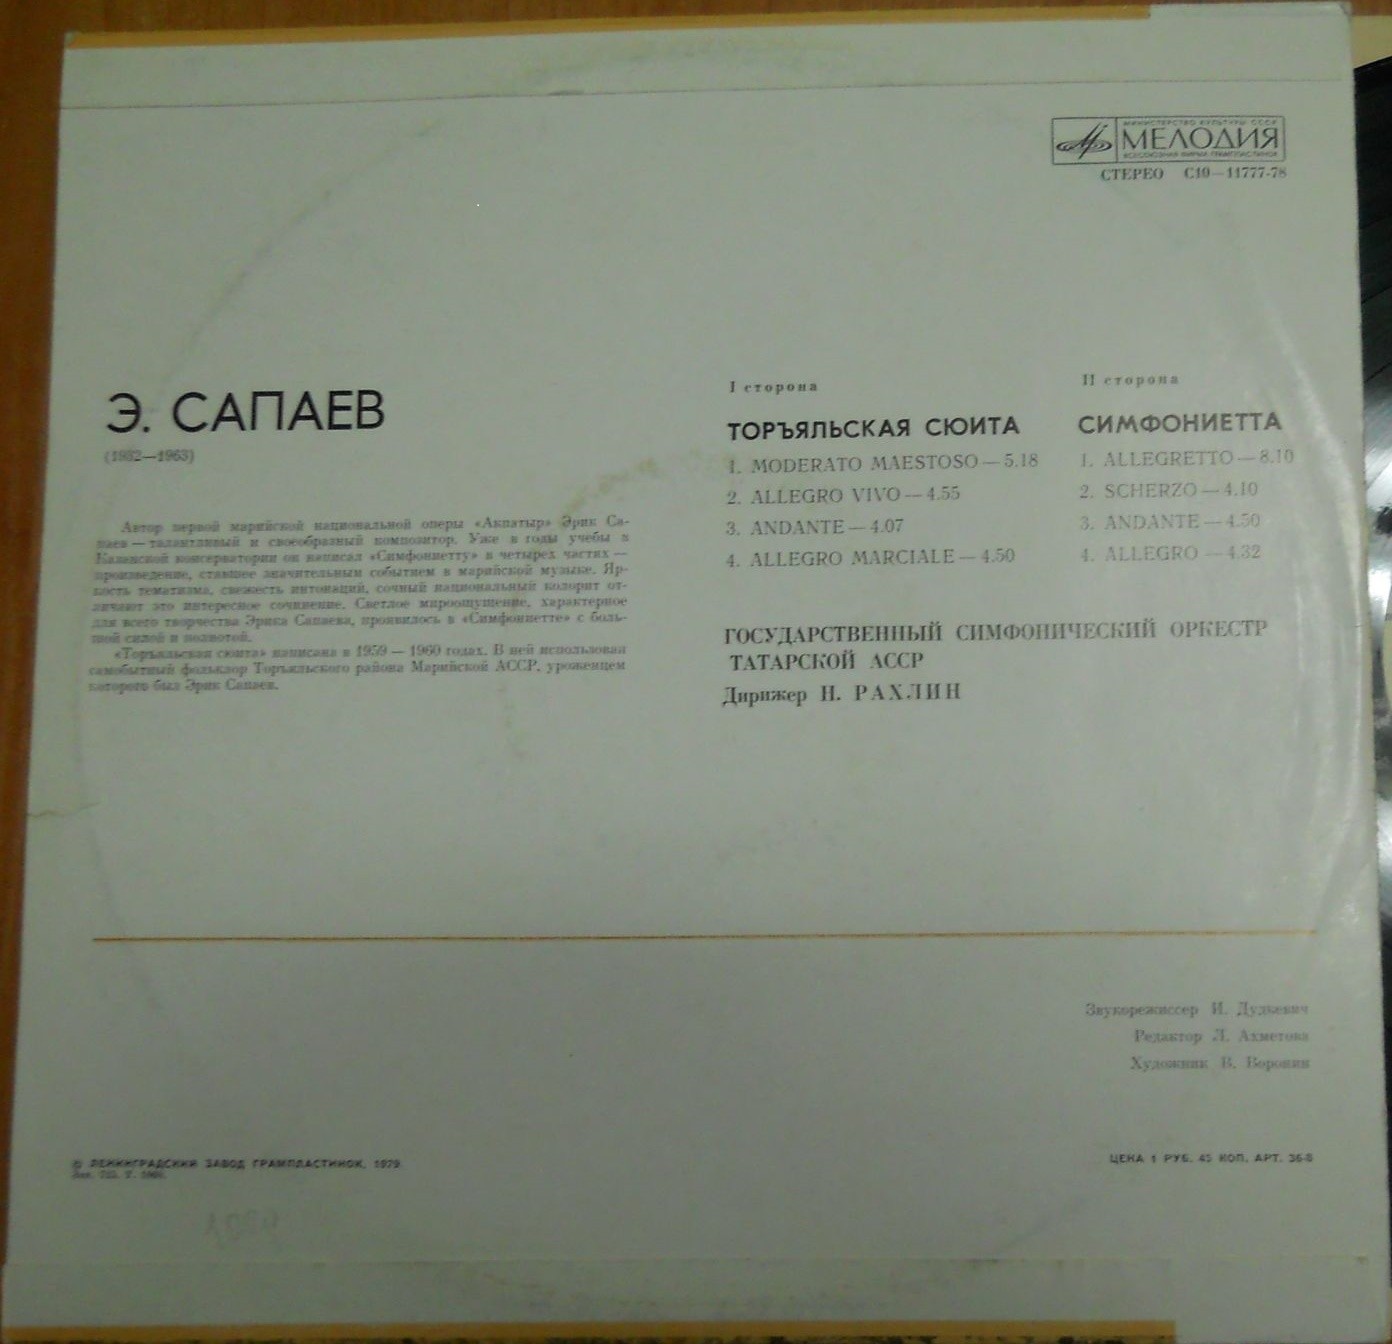 МИНИСТЕРСТВО КУЛЬТУРЫ СССР
МЕЛОДИЯ
ВСЕСОЮЗНАЯ ФИРМА ГРАМПЛАСТИНОК
СТЕРЕО С10—11777-78
Э. САПАЕВ
(1932—1963)
Автор первой марийской национальной оперы «Акпатыр» Эрик Са-
паев — талантливый и своеобразный композитор. Уже в годы учебы в
Казанской консерватории он написал «Симфониетту» в четырех частях —
произведение, ставшее значительным событием в марийской музыке. Яр-
кость тематизма, свежесть интонаций, сочный национальный колорит от-
личают это интересное сочинение. Светлое мироощущение, характерное
для всего творчества Эрика Сапаева, проявилось в «Симфониетте» с боль-
шой силой и полнотой.
«Торъяльская сюита» написана в 1959 — 1960 годах. В ней использован
самобытный фольклор Торъяльского района Марийской АССР, уроженцем
которого был Эрик Сапаев.
I сторона
ТОРЪЯЛЬСКАЯ СЮИТА
1. MODERATO MAESTOSO — 5.18
2. ALLEGRO VIVO — 4.55
3. ANDANTE — 4.07
4. ALLEGRO MARCIALE — 4.50
II сторона
СИМФОНИЕТТА
1. ALLEGRETTO — 8.10
2. SCHERZO — 4.10
3. ANDANTE — 4.50
4. ALLEGRO — 4.32
ГОСУДАРСТВЕННЫЙ СИМФОНИЧЕСКИЙ ОРКЕСТР
ТАТАРСКОЙ АССР
Дирижер Н. РАХЛИН
Звукорежиссер И. Дудкевич
Редактор Л. Ахметова
Художник В. Воронин
© ЛЕНИНГРАДСКИЙ ЗАВОД ГРАМПЛАСТИНОК, 1979
Зак. Т.
ЦЕНА 1 РУБ. 45 КОП. АРТ. 36-8